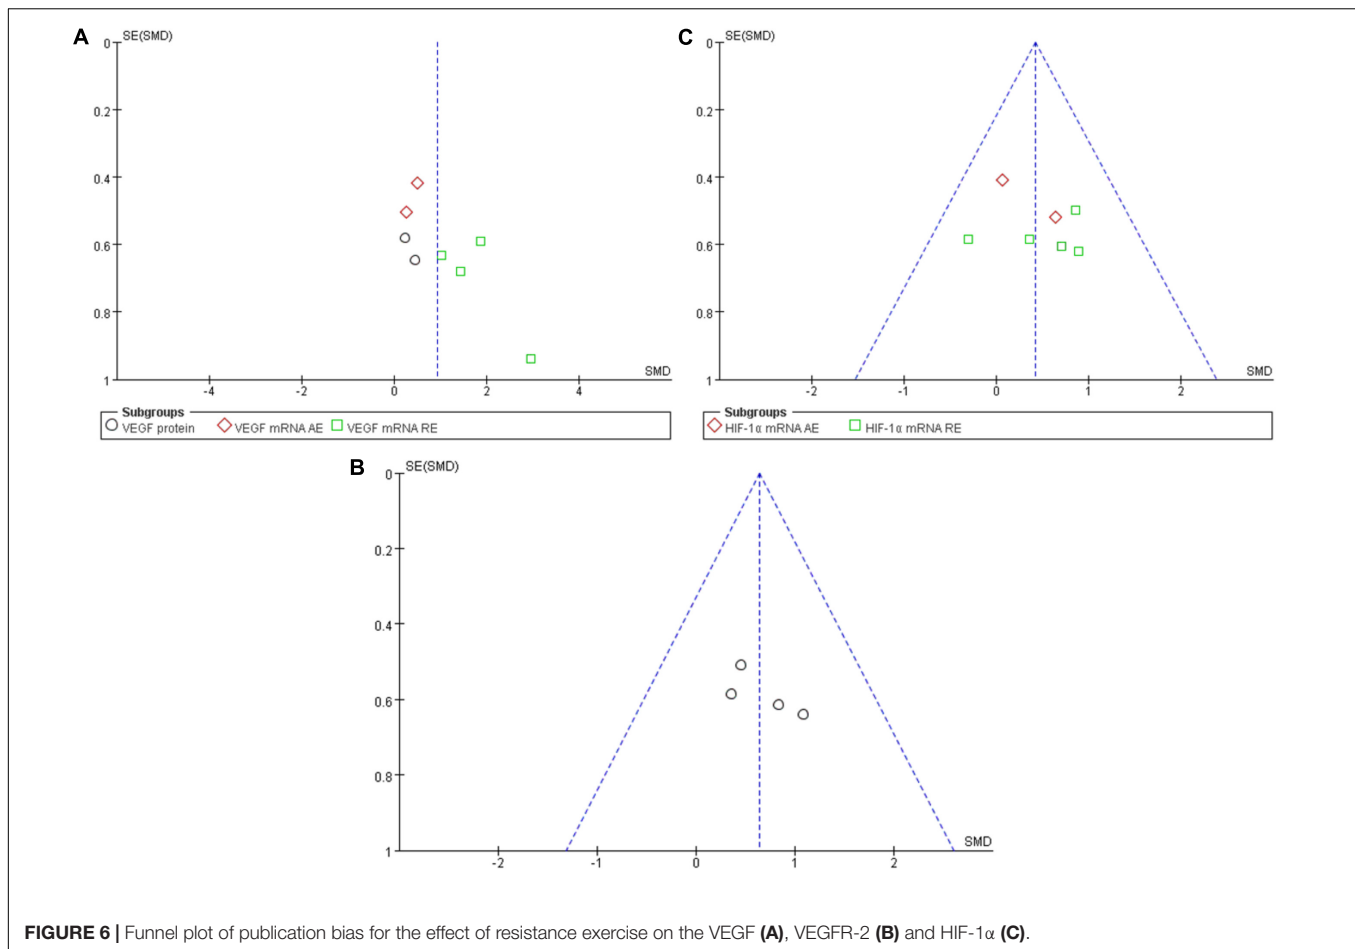 A
SE(SMD)
0
0.2
0.4
0.6
0.8
1
-4
-2
0
2
4
SMD
Subgroups
VEGF protein
VEGF mRNA AE
VEGF mRNA RE
C
SE(SMD)
0
0.2
0.4
0.6
0.8
1
-2
-1
0
1
2
SMD
Subgroups
HIF-1α mRNA AE
HIF-1α mRNA RE
B
SE(SMD)
0
0.2
0.4
0.6
0.8
1
-2
-1
0
1
2
SMD
FIGURE 6 | Funnel plot of publication bias for the effect of resistance exercise on the VEGF (A), VEGFR-2 (B) and HIF-1α (C).